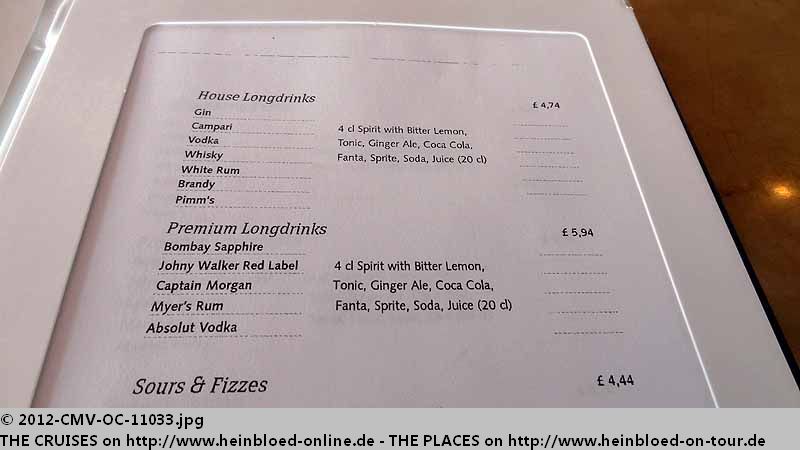 House Longdrinks £ 4,74
Gin
Campari 4 cl Spirit with Bitter Lemon,
Vodka Tonic, Ginger Ale, Coca Cola,
Whisky Fanta, Sprite, Soda, Juice (20 cl)
White Rum
Brandy
Pimm's
Premium Longdrinks £ 5,94
Bombay Sapphire
Johny Walker Red Label 4 cl Spirit with Bitter Lemon,
Captain Morgan Tonic, Ginger Ale, Coca Cola,
Myer's Rum Fanta, Sprite, Soda, Juice (20 cl)
Absolut Vodka
Sours & Fizzes £ 4,44
© 2012-CMV-OC-11033.jpg
THE CRUISES on http://www.heinbloed-online.de - THE PLACES on http://www.heinbloed-on-tour.de